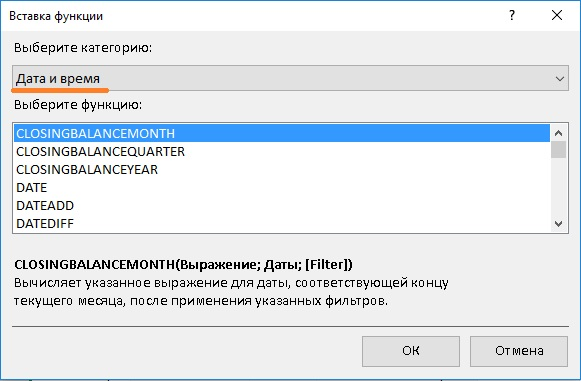 Вставка функции
Выберите категорию:
Дата и время
Выберите функцию:
CLOSINGBALANCEMONTH
CLOSINGBALANCEQUARTER
CLOSINGBALANCEYEAR
DATE
DATEADD
DATEDIFF
CLOSINGBALANCEMONTH(Выражение; Даты; [Filter])
Вычисляет указанное выражение для даты, соответствующей концу
текущего месяца, после применения указанных фильтров.
ОК
Отмена